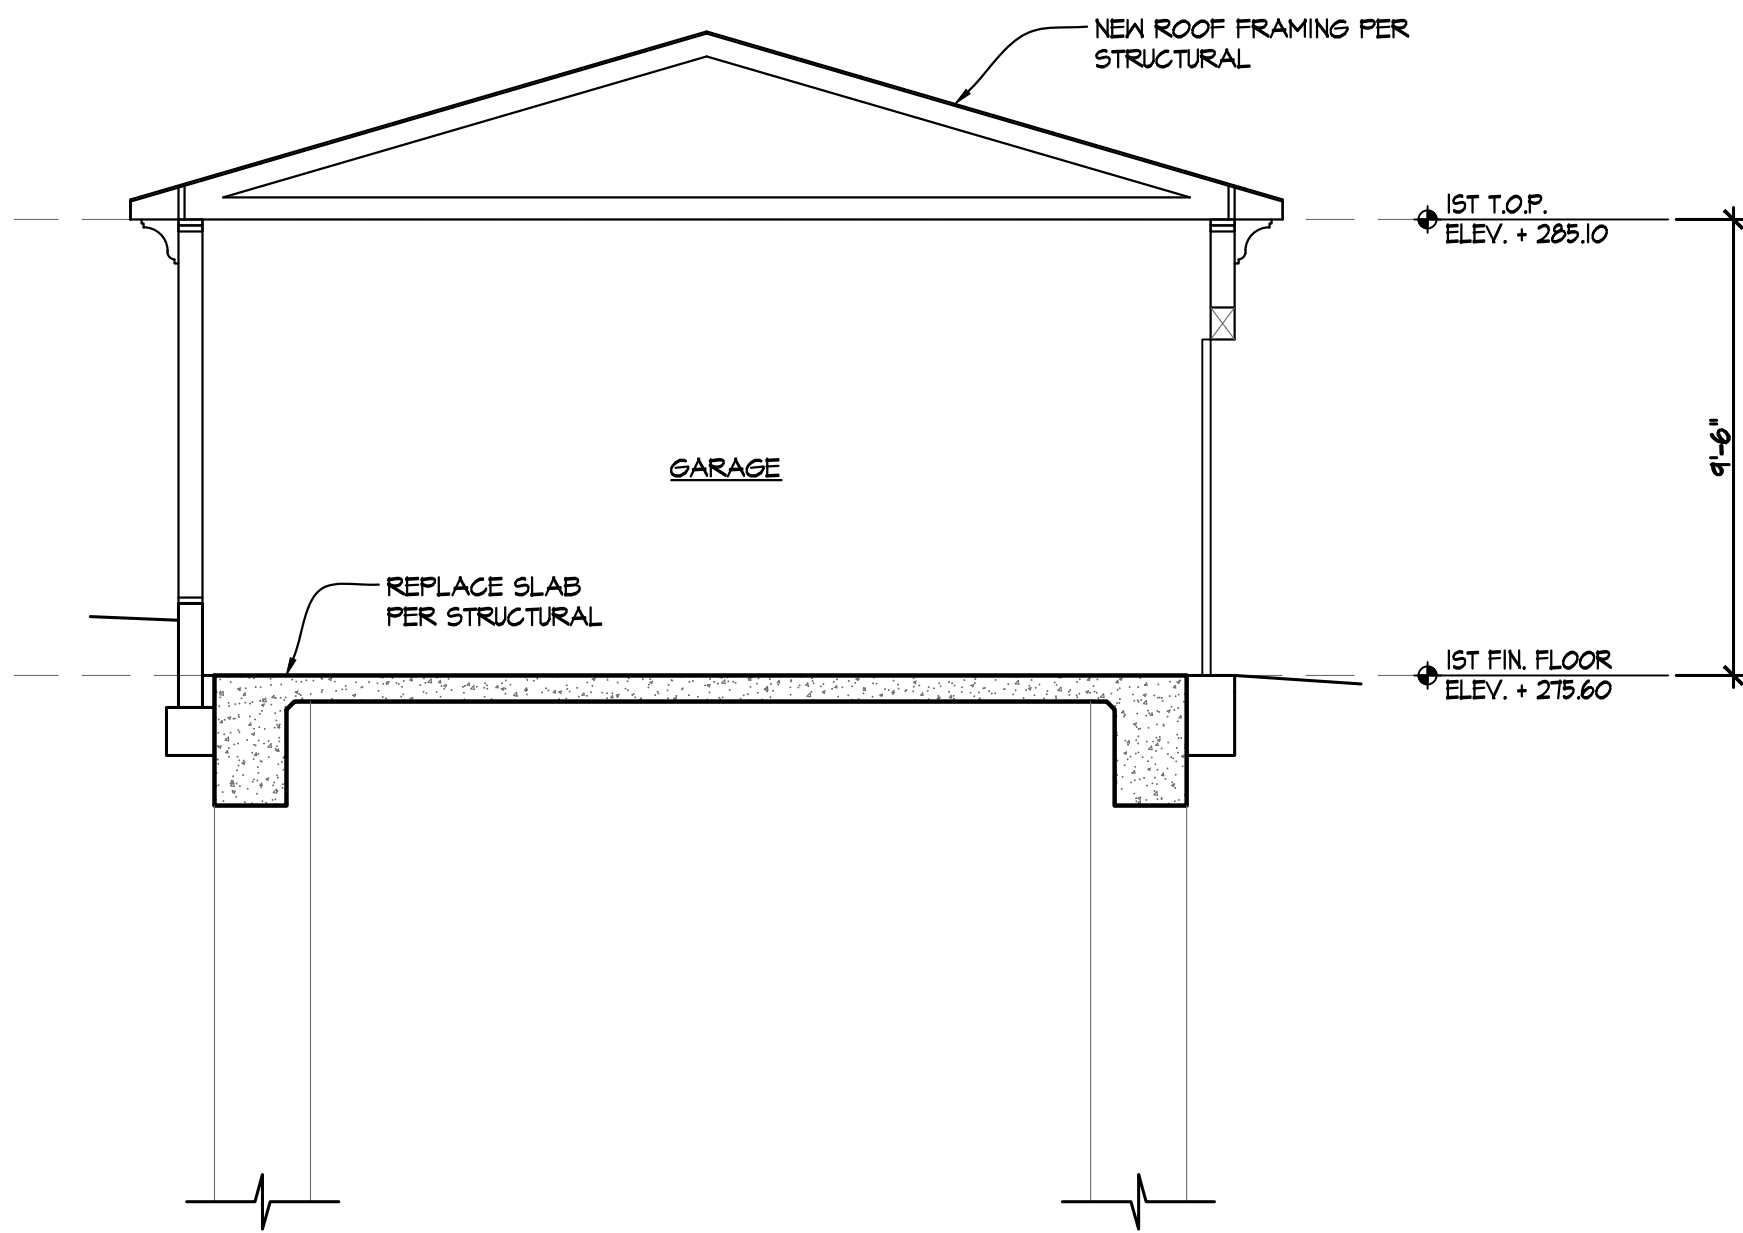 NEW ROOF FRAMING PER
STRUCTURAL
1ST T.O.P.
ELEV. + 285.10
9'-6"
GARAGE
REPLACE SLAB
PER STRUCTURAL
1ST FIN. FLOOR
ELEV. + 275.60